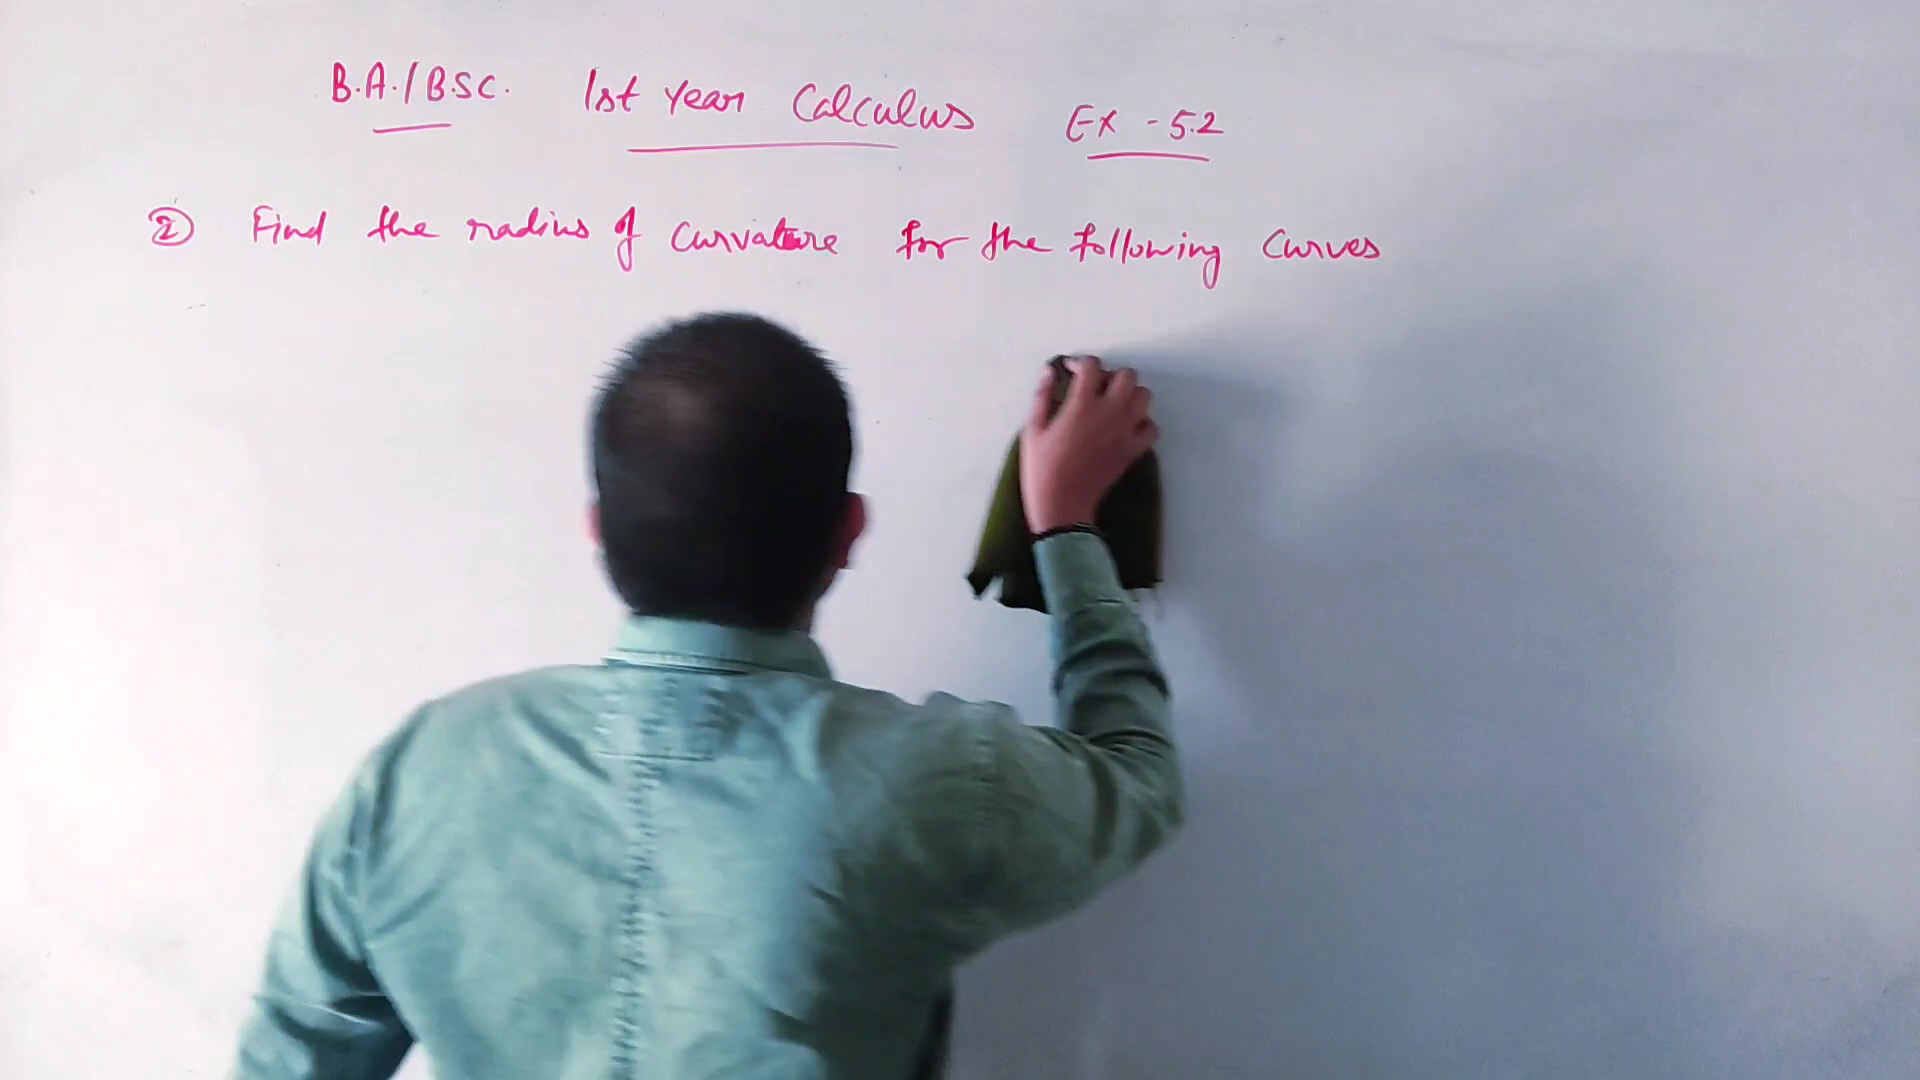 B.A./B.SC. 1st Year Calculus Ex - 5.2
② Find the radius of curvature for the following curves